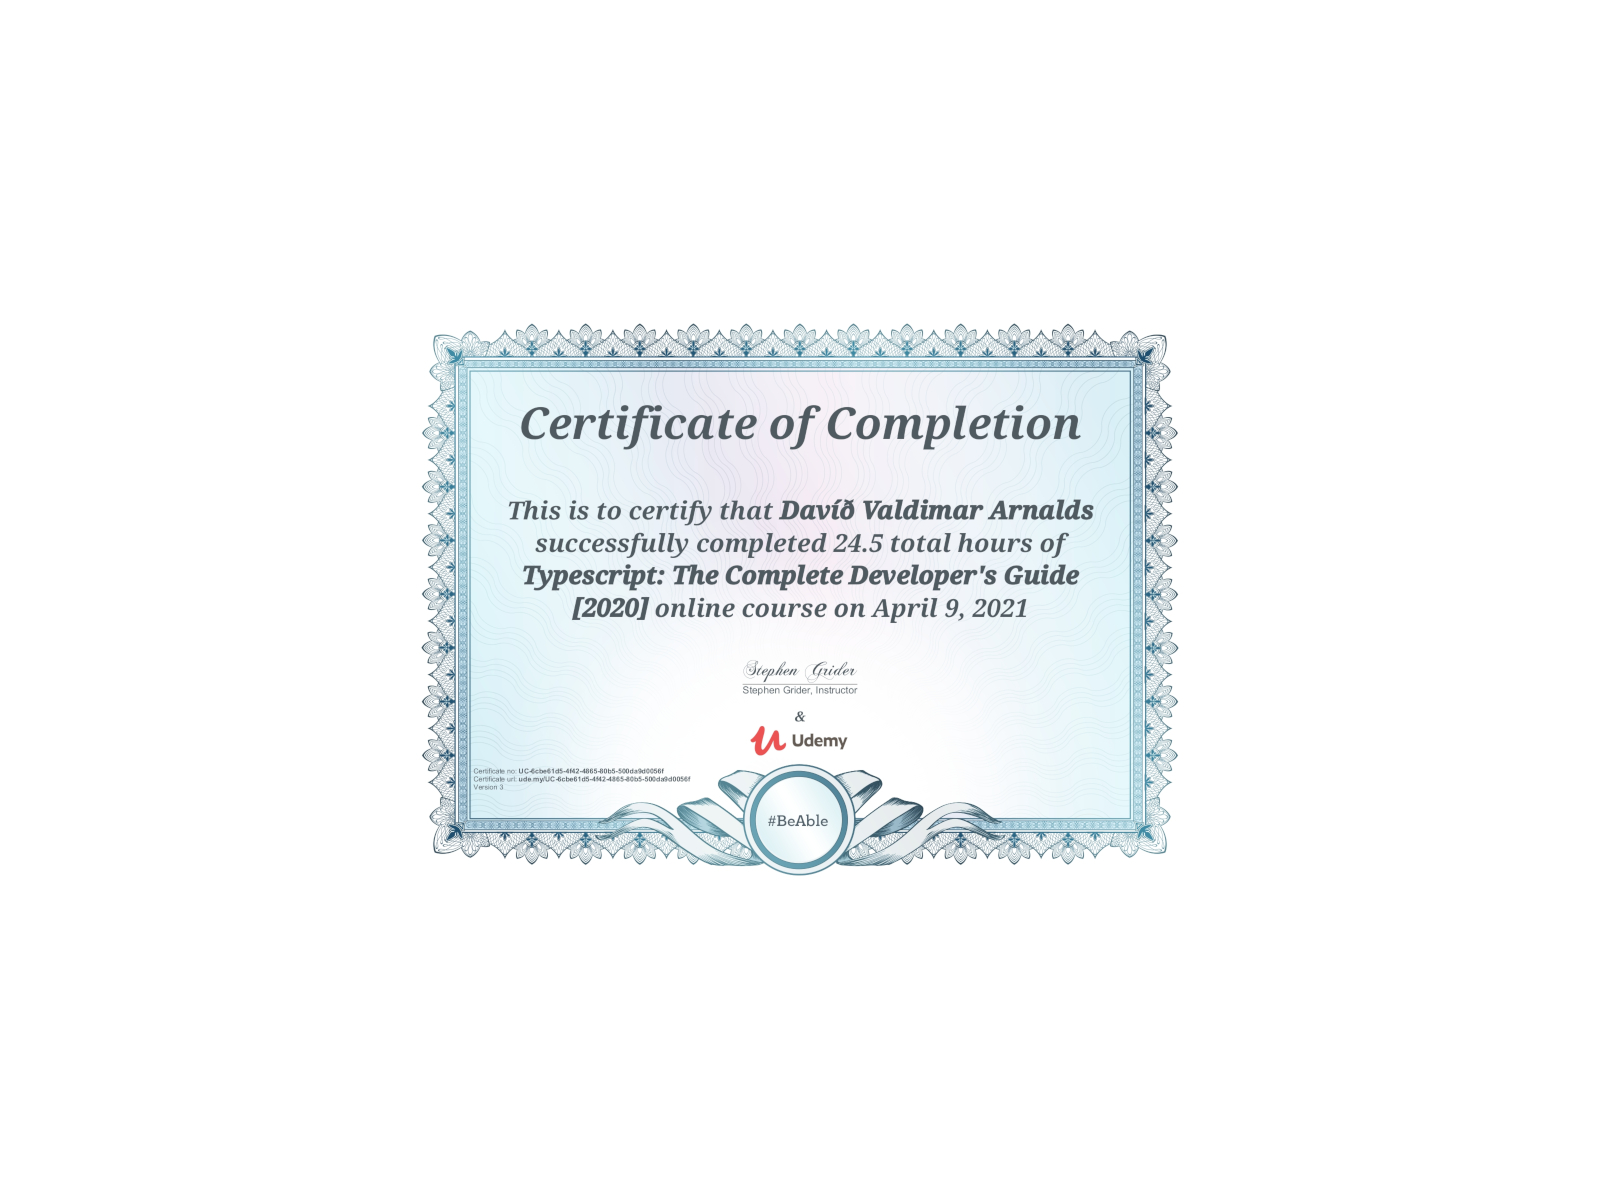 Certificate of Completion
This is to certify that Davíð Valdimar Arnalds
successfully completed 24.5 total hours of
Typescript: The Complete Developer's Guide
[2020] online course on April 9, 2021
Stephen Grider
Stephen Grider, Instructor
&
Udemy
Certificate no: UC-6cbe61d5-4f42-4865-80b5-500da9d0056f
Certificate url: ude.my/UC-6cbe61d5-4f42-4865-80b5-500da9d0056f
Version 3
#BeAble